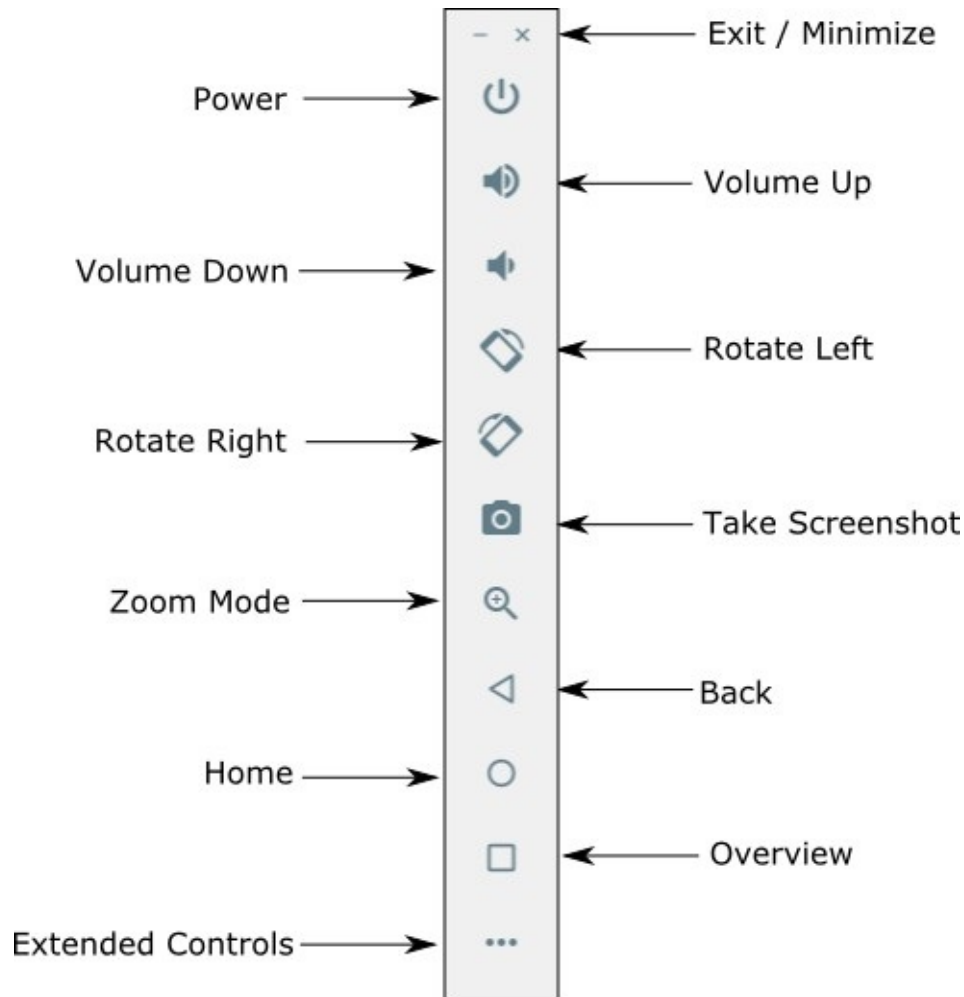 Exit / Minimize
Power
Volume Up
Volume Down
Rotate Left
Rotate Right
Take Screenshot
Zoom Mode
Back
Home
Overview
Extended Controls